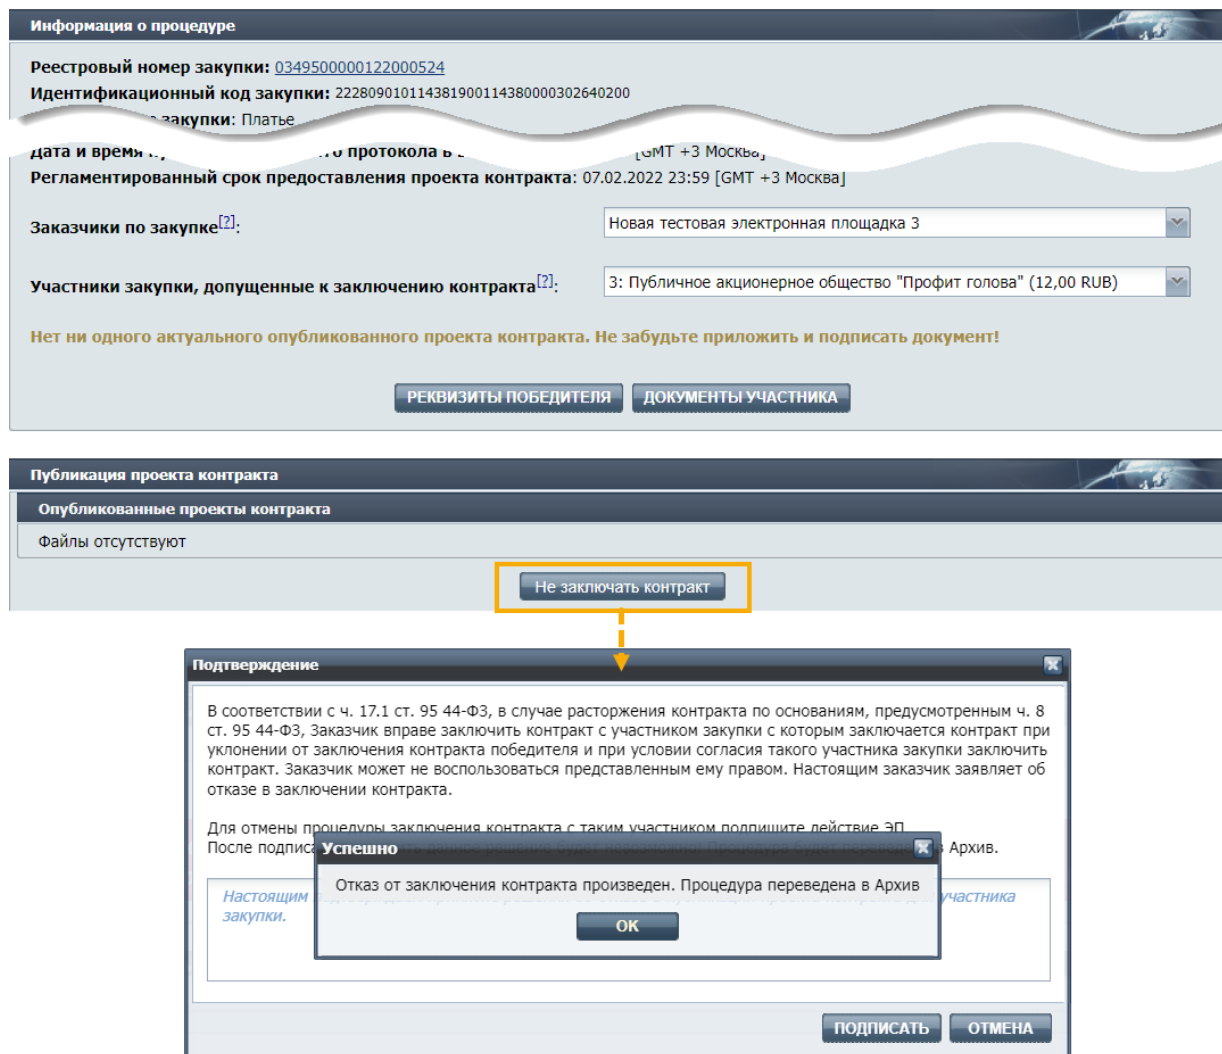 Информация о процедуре
Реестровый номер закупки: 0349500000122000524
Идентификационный код закупки: 222809010114381900114380000302640200
закупки: Платье
Дата и время протокола в [GMT +3 Москва]
Регламентированный срок предоставления проекта контракта: 07.02.2022 23:59 [GMT +3 Москва]
Заказчики по закупке[?]: Новая тестовая электронная площадка 3
Участники закупки, допущенные к заключению контракта[?]: 3: Публичное акционерное общество "Профит голова" (12,00 RUB)
Нет ни одного актуального опубликованного проекта контракта. Не забудьте приложить и подписать документ!
РЕКВИЗИТЫ ПОБЕДИТЕЛЯ ДОКУМЕНТЫ УЧАСТНИКА
Публикация проекта контракта
Опубликованные проекты контракта
Файлы отсутствуют
Не заключать контракт
Подтверждение
В соответствии с ч. 17.1 ст. 95 44-ФЗ, в случае расторжения контракта по основаниям, предусмотренным ч. 8
ст. 95 44-ФЗ, Заказчик вправе заключить контракт с участником закупки с которым заключается контракт при
уклонении от заключения контракта победителя и при условии согласия такого участника закупки заключить
контракт. Заказчик может не воспользоваться представленным ему правом. Настоящим заказчик заявляет об
отказе в заключении контракта.
Для отмены процедуры заключения контракта с таким участником подпишите действие ЭП.
После Архив.
Успешно
Отказ от заключения контракта произведен. Процедура переведена в Архив
OK
Настоящим участника
закупки.
ПОДПИСАТЬ ОТМЕНА